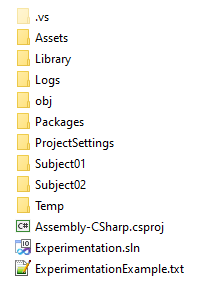 .vs
Assets
Library
Logs
obj
Packages
ProjectSettings
Subject01
Subject02
Temp
Assembly-CSharp.csproj
Experimentation.sln
ExperimentationExample.txt